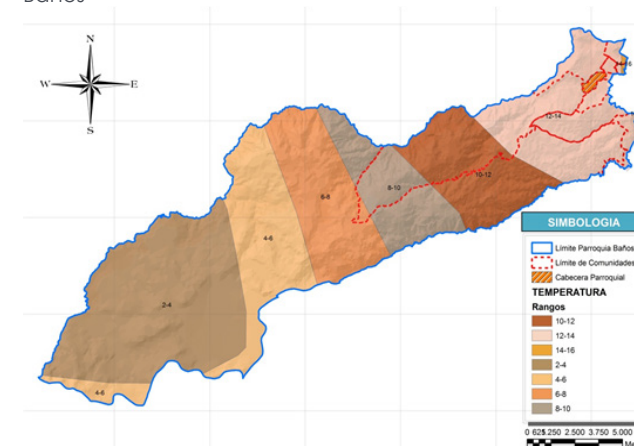 N
W
E
S
12-14
10-12
8-10
6-8
4-6
2-4
4-6
SIMBOLOGIA
Límite Parroquia Baños
Límite de Comunidades
Cabecera Parroquial
TEMPERATURA
Rangos
10-12
12-14
14-16
2-4
4-6
6-8
8-10
0 625 1.250 2.500 3.750 5.000